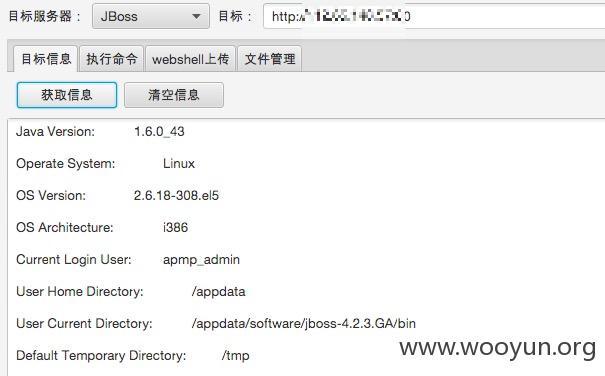 目标服务器： JBoss 目标： http:/
目标信息 执行命令 webshell上传 文件管理
获取信息 清空信息
Java Version: 1.6.0_43
Operate System: Linux
OS Version: 2.6.18-308.el5
OS Architecture: i386
Current Login User: apmp_admin
User Home Directory: /appdata
User Current Directory: /appdata/software/jboss-4.2.3.GA/bin
Default Temporary Directory: /tmp
www.wooyun.org